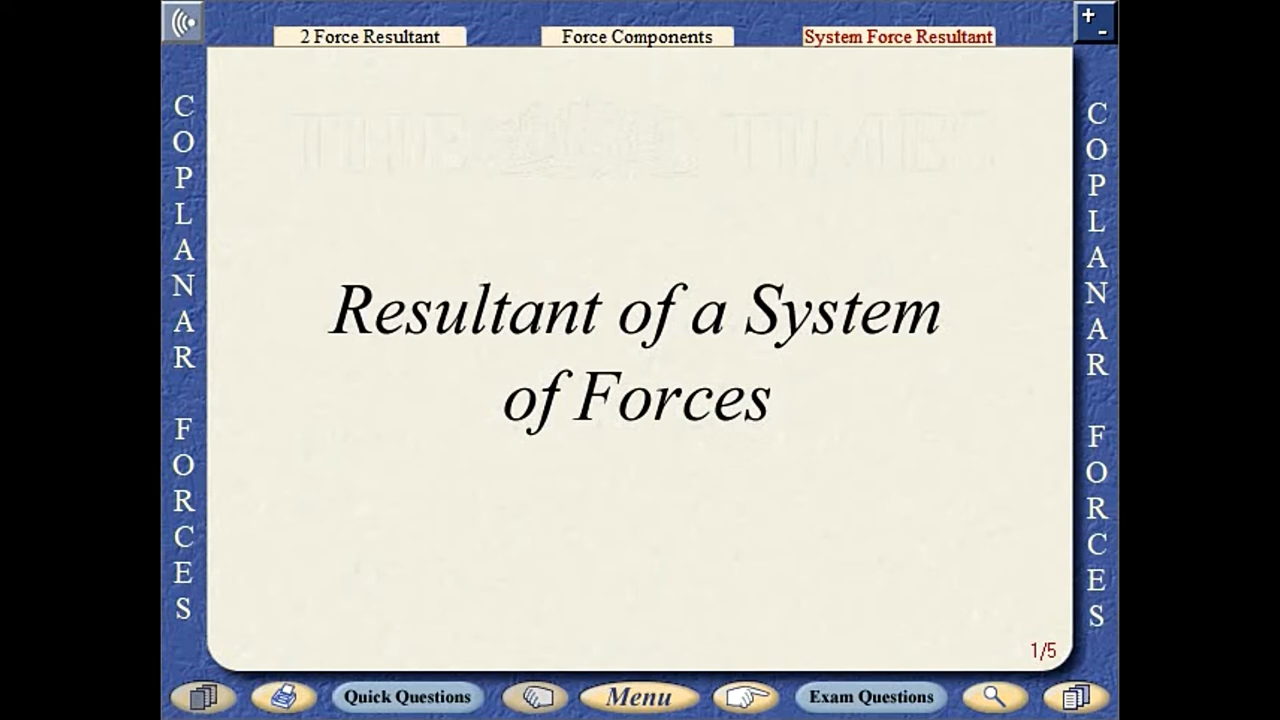 2 Force Resultant
Force Components
System Force Resultant
+
-
COPLANAR FORCES
Resultant of a System
of Forces
COPLANAR FORCES
1/5
Quick Questions
Menu
Exam Questions